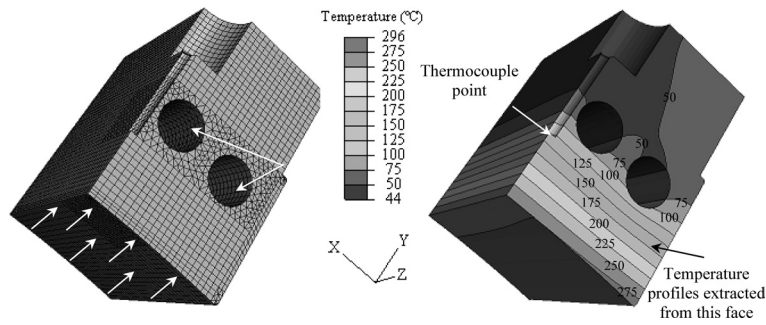 Temperature (ºC)
296
275
250
225
200
175
150
125
100
75
50
44
X
Y
Z
Thermocouple
point
50
50
75
125
100
150
175
75
100
200
225
250
275
Temperature
profiles extracted
from this face